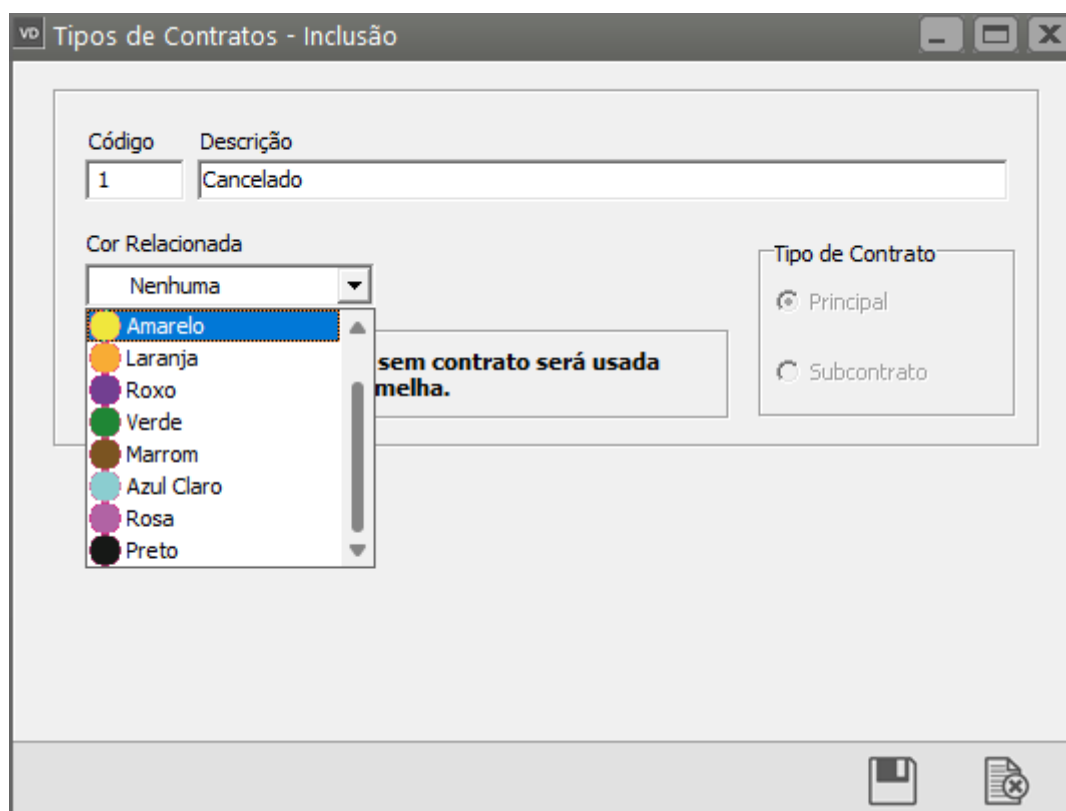 VD Tipos de Contratos - Inclusão
Código Descrição
1 Cancelado
Cor Relacionada
Nenhuma
Amarelo
Laranja
Roxo
Verde
Marrom
Azul Claro
Rosa
Preto
sem contrato será usada
melha.
Tipo de Contrato
Principal
Subcontrato